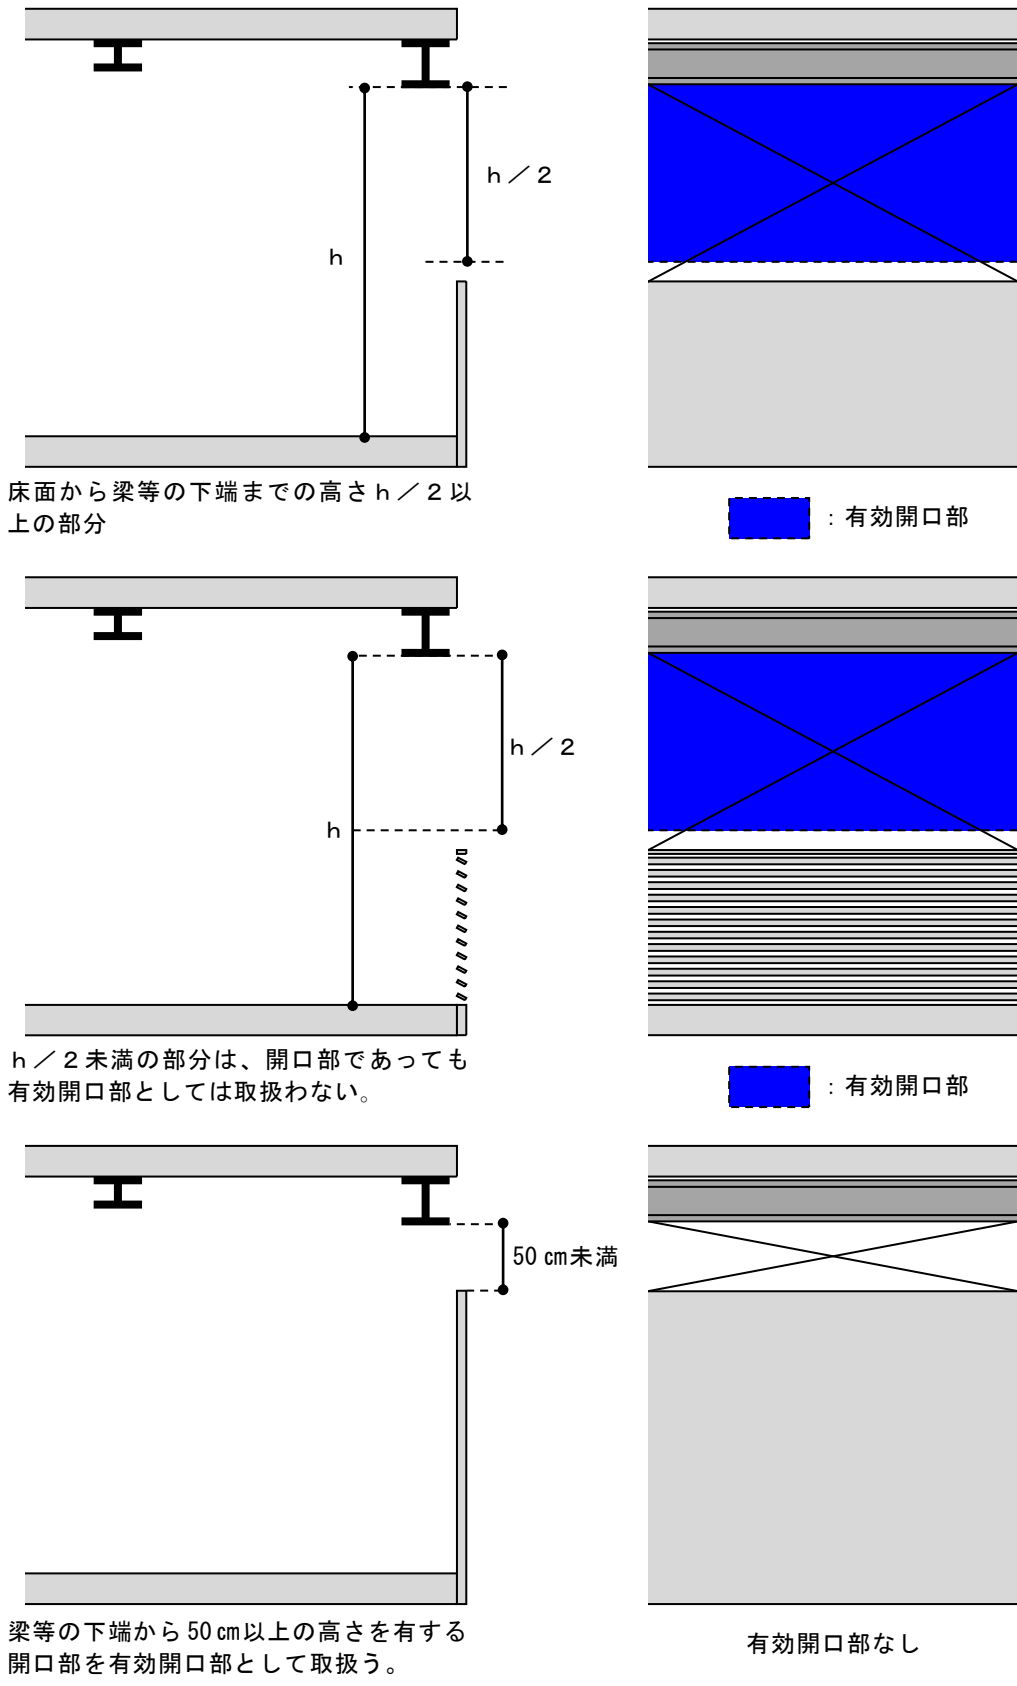 h／2
h
床面から梁等の下端までの高さh／2以
上の部分
：有効開口部
h／2
h
h／2未満の部分は、開口部であっても
有効開口部としては取扱わない。
：有効開口部
50㎝未満
梁等の下端から50㎝以上の高さを有する
開口部を有効開口部として取扱う。
有効開口部なし